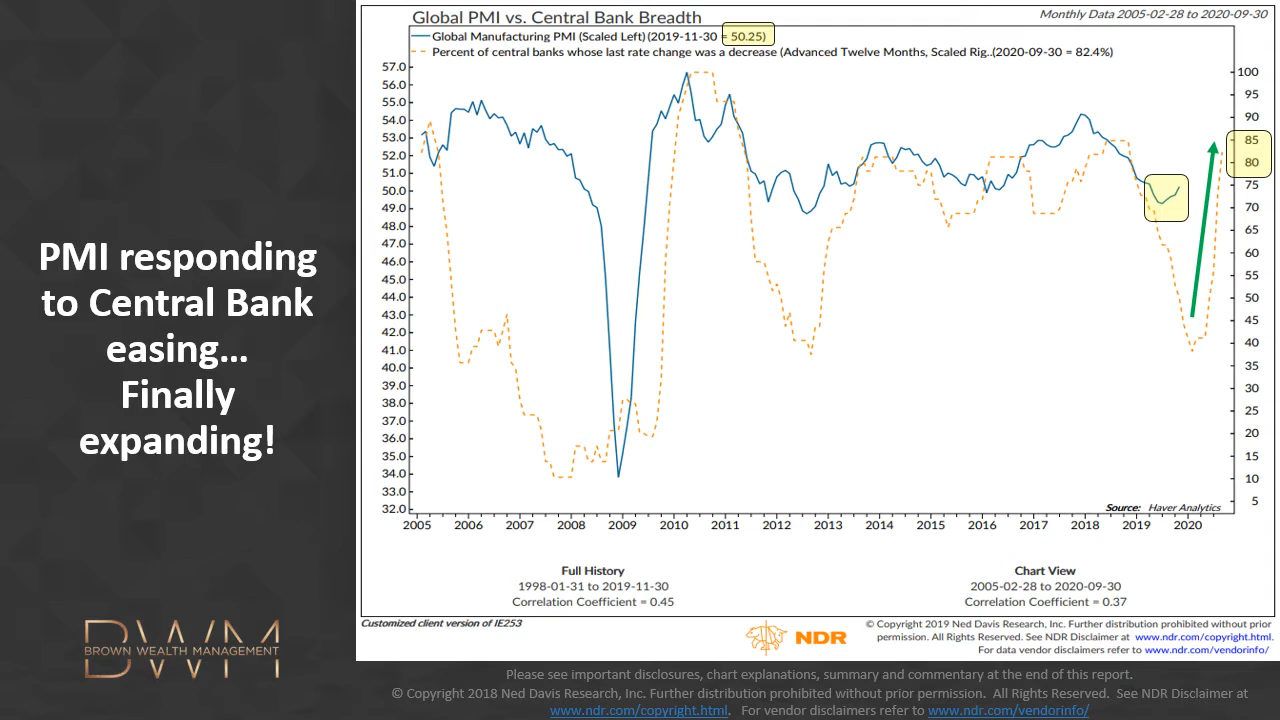 PMI responding
to Central Bank
easing...
Finally
expanding!
DWM
BROWN WEALTH MANAGEMENT
Global PMI vs. Central Bank Breadth
Monthly Data 2005-02-28 to 2020-09-30
Global Manufacturing PMI (Scaled Left) (2019-11-30 = 50.25)
Percent of central banks whose last rate change was a decrease (Advanced Twelve Months, Scaled Rig..(2020-09-30 = 82.4%)
57.0
56.0
55.0
54.0
53.0
52.0
51.0
50.0
49.0
48.0
47.0
46.0
45.0
44.0
43.0
42.0
41.0
40.0
39.0
38.0
37.0
36.0
35.0
34.0
33.0
32.0
100
95
90
85
80
75
70
65
60
55
50
45
40
35
30
25
20
15
10
5
Source: Haver Analytics
2005 2006 2007 2008 2009 2010 2011 2012 2013 2014 2015 2016 2017 2018 2019 2020
Full History
1998-01-31 to 2019-11-30
Correlation Coefficient = 0.45
Chart View
2005-02-28 to 2020-09-30
Correlation Coefficient = 0.37
Customized client version of IE253
NDR
© Copyright 2019 Ned Davis Research, Inc. Further distribution prohibited without prior
permission. All Rights Reserved. See NDR Disclaimer at www.ndr.com/copyright.html.
For data vendor disclaimers refer to www.ndr.com/vendorinfo/
Please see important disclosures, chart explanations, summary and commentary at the end of this report.
© Copyright 2018 Ned Davis Research, Inc. Further distribution prohibited without prior permission. All Rights Reserved. See NDR Disclaimer at
www.ndr.com/copyright.html. For vendor disclaimers refer to www.ndr.com/vendorinfo/